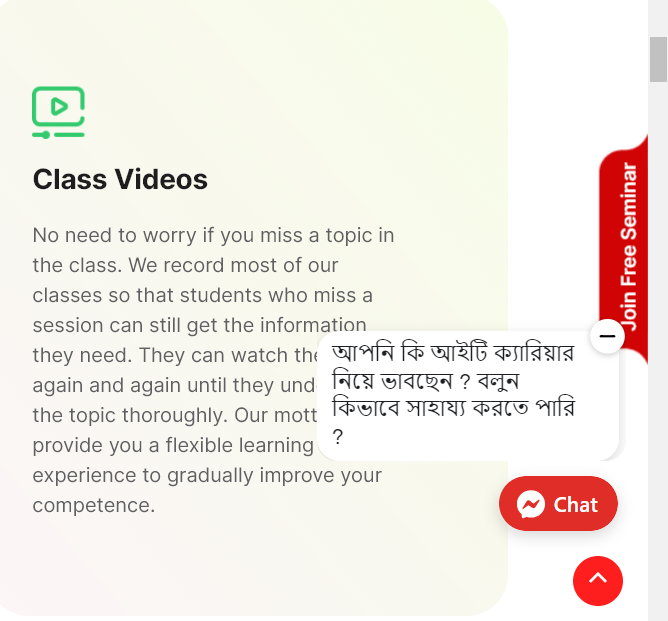 Class Videos
No need to worry if you miss a topic in
the class. We record most of our
classes so that students who miss a
session can still get the information
they need. They can watch the
again and again until they und
the topic thoroughly. Our mott
provide you a flexible learning
experience to gradually improve your
competence.
Join Free Seminar
আপনি কি আইটি ক্যারিয়ার
নিয়ে ভাবছেন ? বলুন
কিভাবে সাহায্য করতে পারি
?
Chat